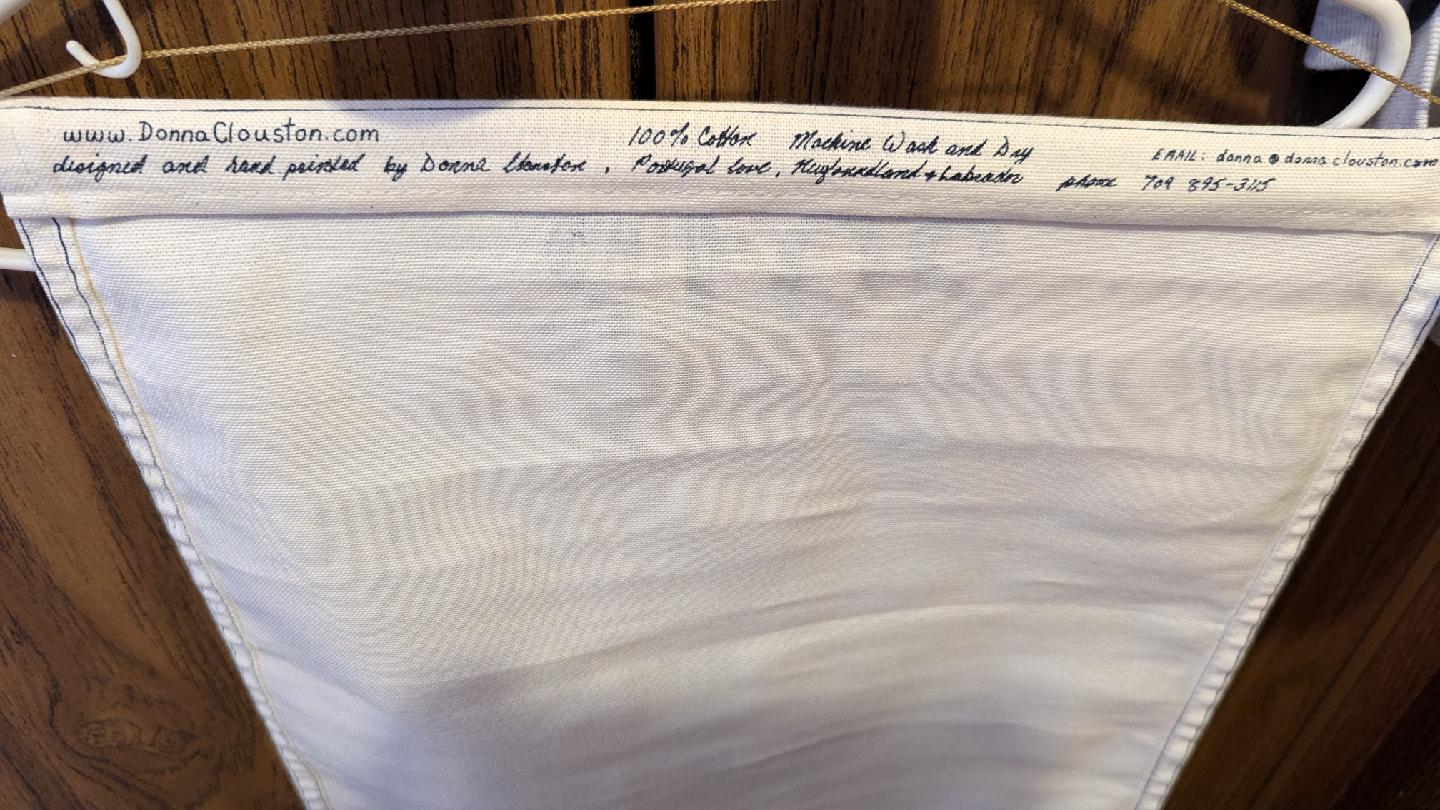 www.DonnaClouston.com 100% Cotton Machine Wash and Dry EMAIL: donna@donnaclouston.com
designed and hand printed by Donna Clouston, Portugal Cove, Newfoundland & Labrador phone 709 895-3115